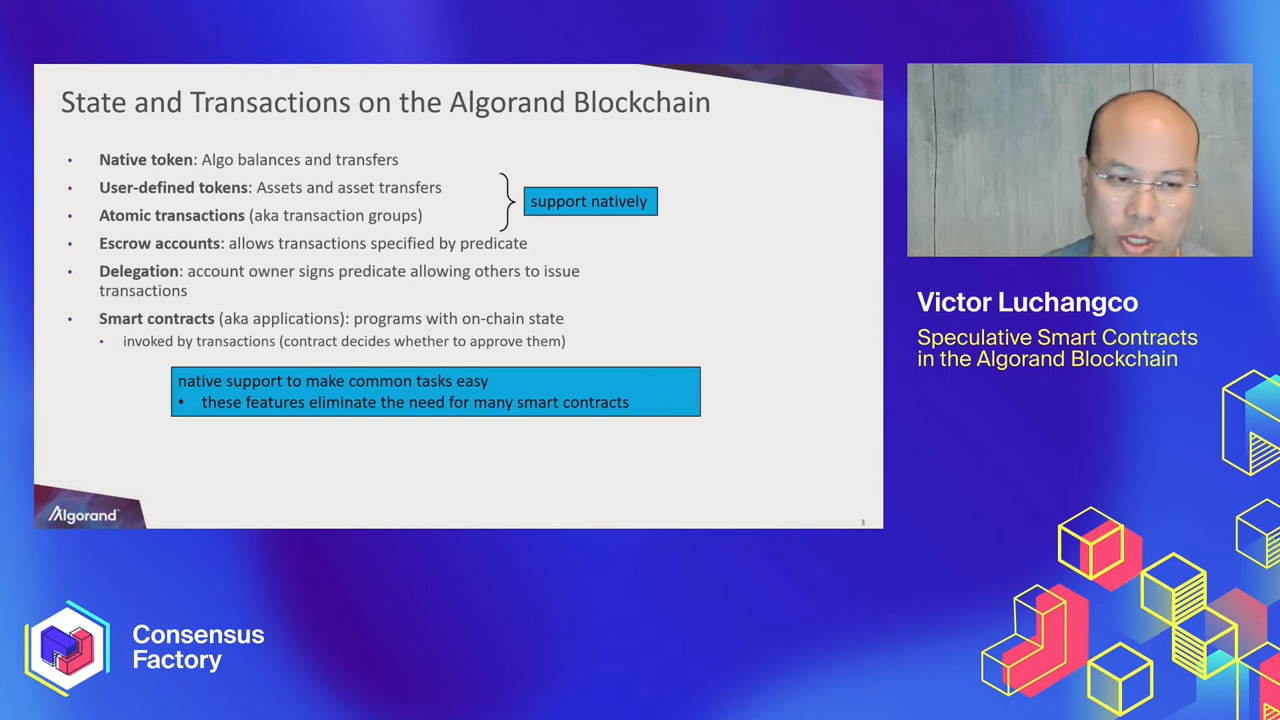 State and Transactions on the Algorand Blockchain
• Native token: Algo balances and transfers
• User-defined tokens: Assets and asset transfers
• Atomic transactions (aka transaction groups)
support natively
• Escrow accounts: allows transactions specified by predicate
• Delegation: account owner signs predicate allowing others to issue
transactions
• Smart contracts (aka applications): programs with on-chain state
• invoked by transactions (contract decides whether to approve them)
native support to make common tasks easy
• these features eliminate the need for many smart contracts
Algorand
3
Victor Luchangco
Speculative Smart Contracts
in the Algorand Blockchain
Consensus
Factory